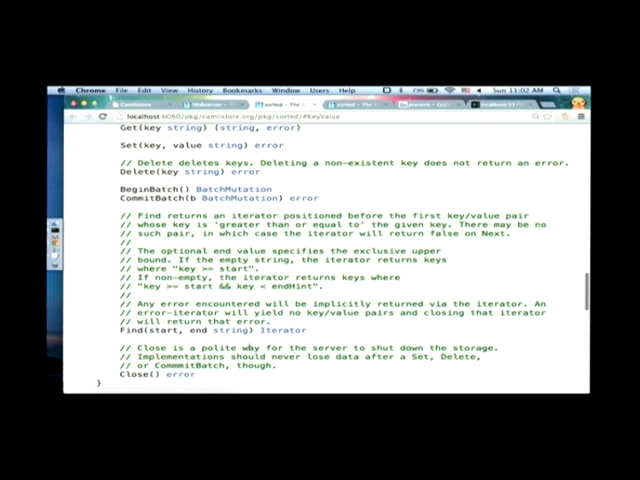 Chrome File Edit View History Bookmarks Window Users Help 79% Sun 11:02 AM
Camlistore
localhost:6060/pkg/camlistore.org/pkg/sorted/#KeyValue
Get(key string) (string, error)
Set(key, value string) error
// Delete deletes keys. Deleting a non-existent key does not return an error.
Delete(key string) error
BeginBatch() BatchMutation
CommitBatch(b BatchMutation) error
// Find returns an iterator positioned before the first key/value pair
// whose key is 'greater than or equal to' the given key. There may be no
// such pair, in which case the iterator will return false on Next.
//
// The optional end value specifies the exclusive upper
// bound. If the empty string, the iterator returns keys
// where "key >= start".
// If non-empty, the iterator returns keys where
// "key >= start && key < endHint".
//
// Any error encountered will be implicitly returned via the iterator. An
// error-iterator will yield no key/value pairs and closing that iterator
// will return that error.
Find(start, end string) Iterator
// Close is a polite way for the server to shut down the storage.
// Implementations should never lose data after a Set, Delete,
// or CommmitBatch, though.
Close() error
}